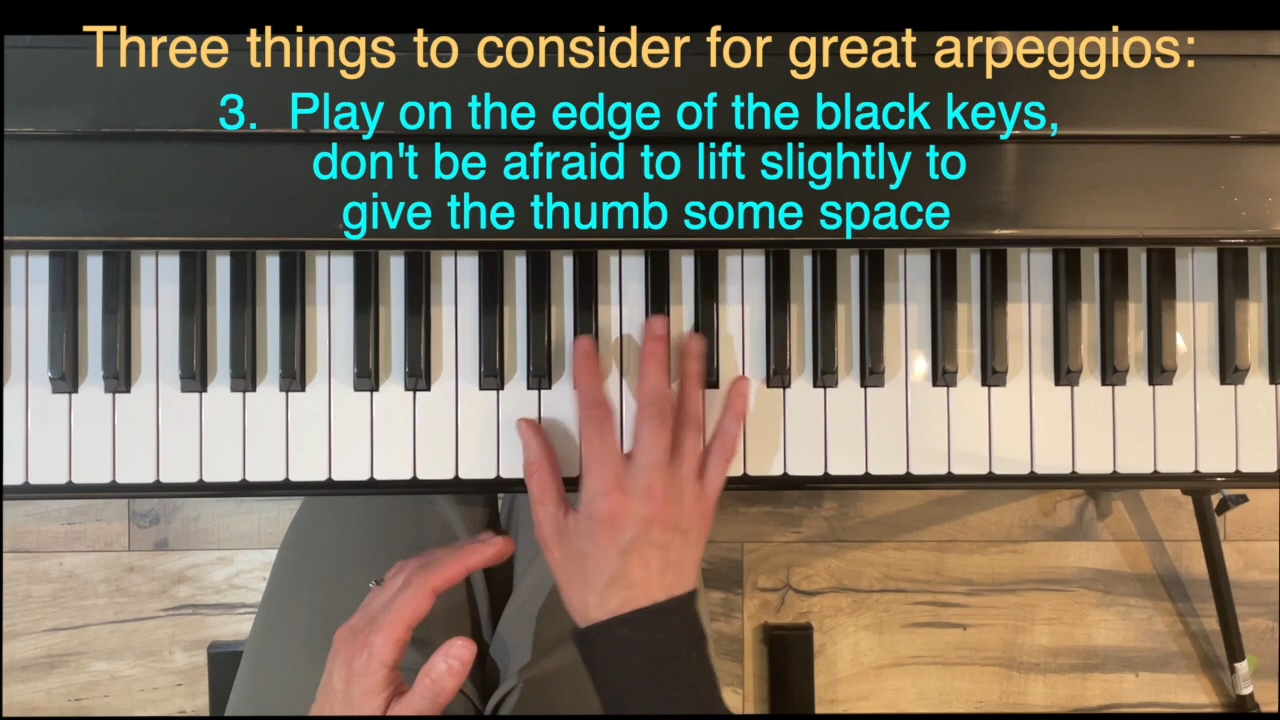 Three things to consider for great arpeggios:
3. Play on the edge of the black keys,
don't be afraid to lift slightly to
give the thumb some space